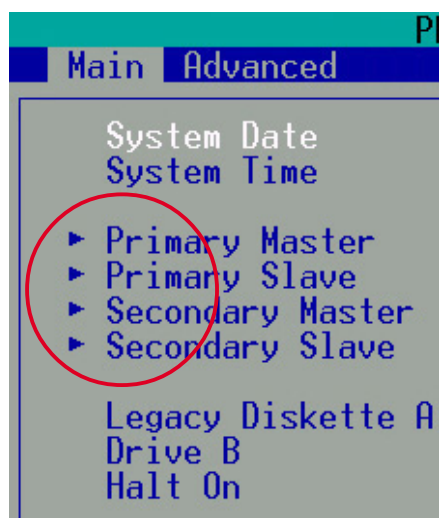 Main Advanced
System Date
System Time
► Primary Master
► Primary Slave
► Secondary Master
► Secondary Slave
Legacy Diskette A
Drive B
Halt On